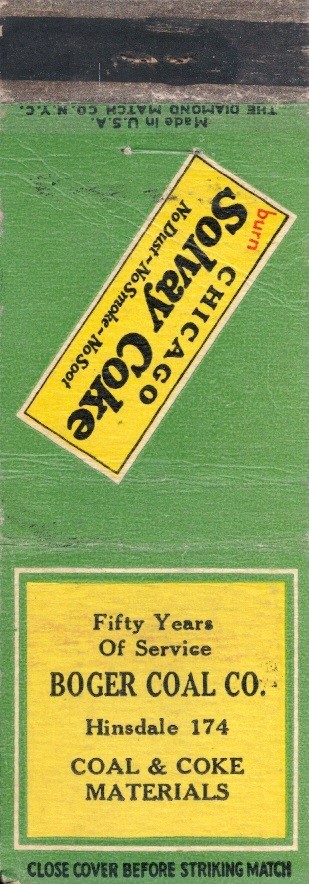 Made in U.S.A.
THE DIAMOND MATCH CO. N.Y.C.
burn
CHICAGO
Solvay Coke
No Dust ~ No Smoke ~ No Soot
Fifty Years
Of Service
BOGER COAL CO.
Hinsdale 174
COAL & COKE
MATERIALS
CLOSE COVER BEFORE STRIKING MATCH